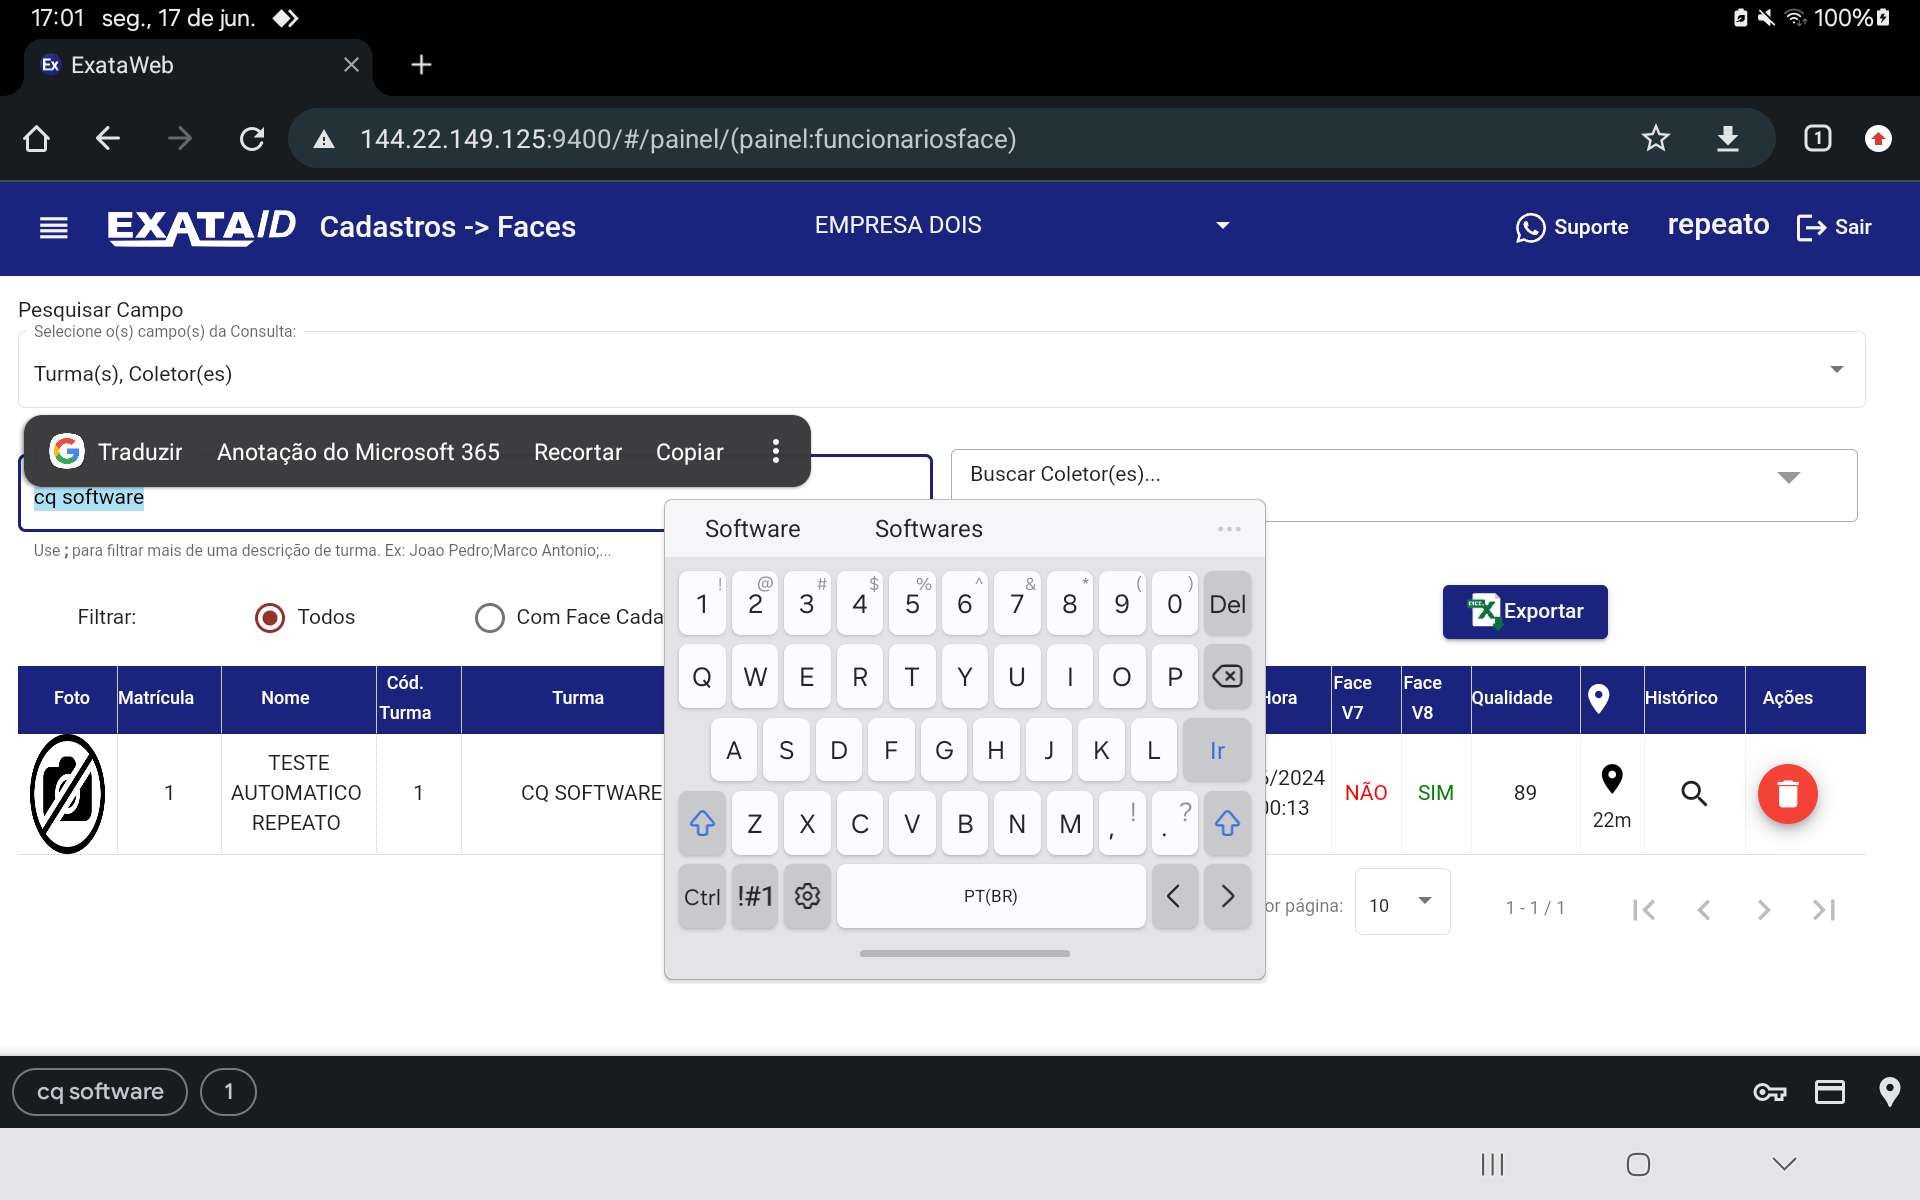 17:01 seg., 17 de jun. 100%
Ex ExataWeb
144.22.149.125:9400/#/painel/(painel:funcionariosface) 1
EXATA/ID Cadastros -> Faces EMPRESA DOIS Suporte repeato Sair
Pesquisar Campo
Selecione o(s) campo(s) da Consulta:
Turma(s), Coletor(es)
Traduzir Anotação do Microsoft 365 Recortar Copiar
Buscar Coletor(es)...
cq software
Use ; para filtrar mais de uma descrição de turma. Ex: Joao Pedro;Marco Antonio;...
Filtrar: Todos Com Face Cada
Exportar
Foto Matrícula Nome Cód. Turma Turma Hora Face V7 Face V8 Qualidade Histórico Ações
1 TESTE AUTOMATICO REPEATO 1 CQ SOFTWARE /2024 0:13 NÃO SIM 89 22m
or página: 10 1 - 1 / 1
Software Softwares
! @ # $ % ^ & * ( )
1 2 3 4 5 6 7 8 9 0 Del
Q W E R T Y U I O P
A S D F G H J K L Ir
Z X C V B N M , ! . ?
Ctrl !#1 PT(BR) < >
cq software 1